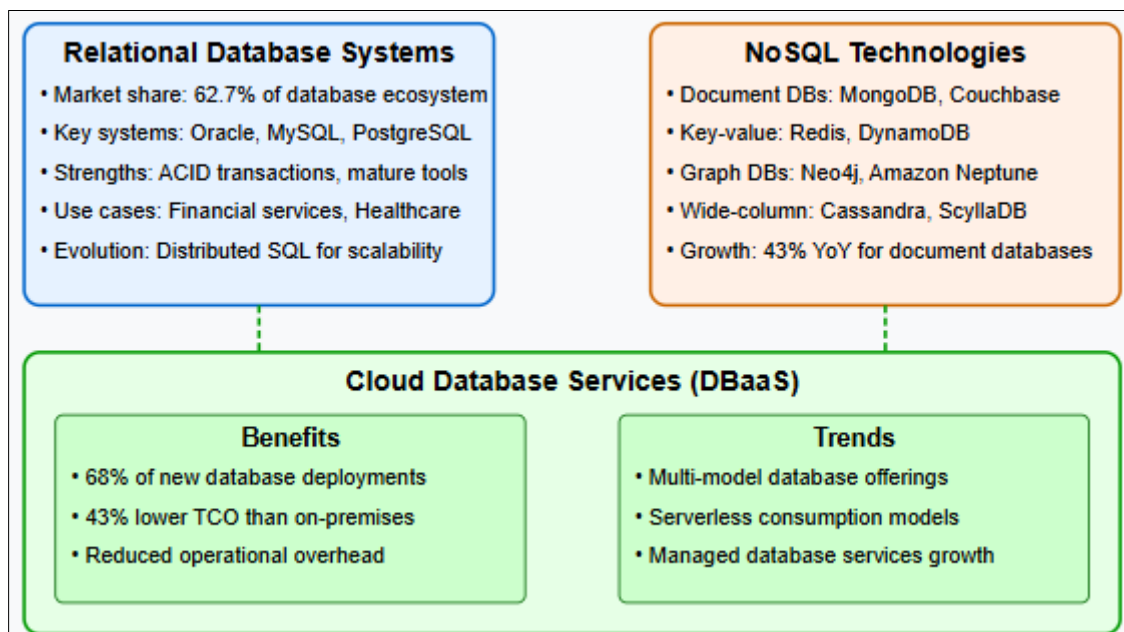 Relational Database Systems
• Market share: 62.7% of database ecosystem
• Key systems: Oracle, MySQL, PostgreSQL
• Strengths: ACID transactions, mature tools
• Use cases: Financial services, Healthcare
• Evolution: Distributed SQL for scalability
NoSQL Technologies
• Document DBs: MongoDB, Couchbase
• Key-value: Redis, DynamoDB
• Graph DBs: Neo4j, Amazon Neptune
• Wide-column: Cassandra, ScyllaDB
• Growth: 43% YoY for document databases
Cloud Database Services (DBaaS)
Benefits
• 68% of new database deployments
• 43% lower TCO than on-premises
• Reduced operational overhead
Trends
• Multi-model database offerings
• Serverless consumption models
• Managed database services growth